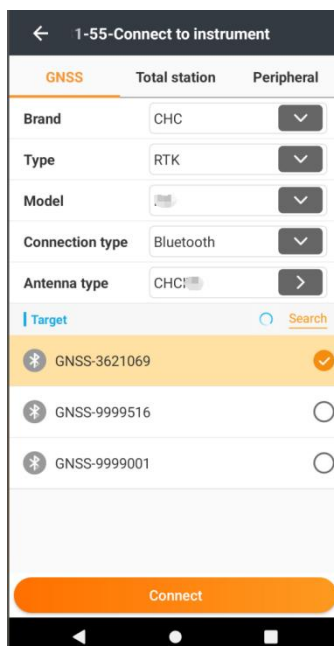 1-55-Connect to instrument
GNSS Total station Peripheral
Brand CHC
Type RTK
Model
Connection type Bluetooth
Antenna type
Target Search
GNSS-3621069
GNSS-9999516
GNSS-9999001
Connect